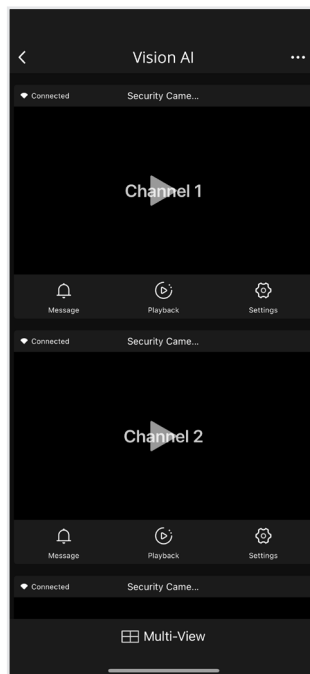 Vision AI
Connected Security Came...
Channel 1
Message Playback Settings
Connected Security Came...
Channel 2
Message Playback Settings
Connected Security Came...
Multi-View